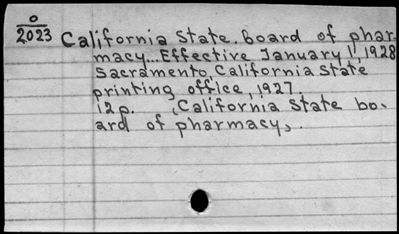 0
2023
California State. Board of phar-
macy... Effective January 1, 1928
Sacramento, California state
printing office, 1927.
12p. (California State bo-
ard of pharmacy).